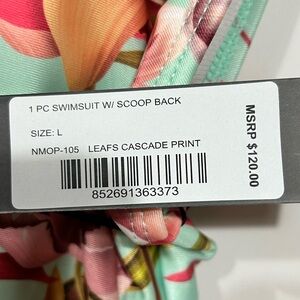 1 PC SWIMSUIT W/ SCOOP BACK
SIZE: L
NMOP-105 LEAFS CASCADE PRINT
852691363373
MSRP $120.00